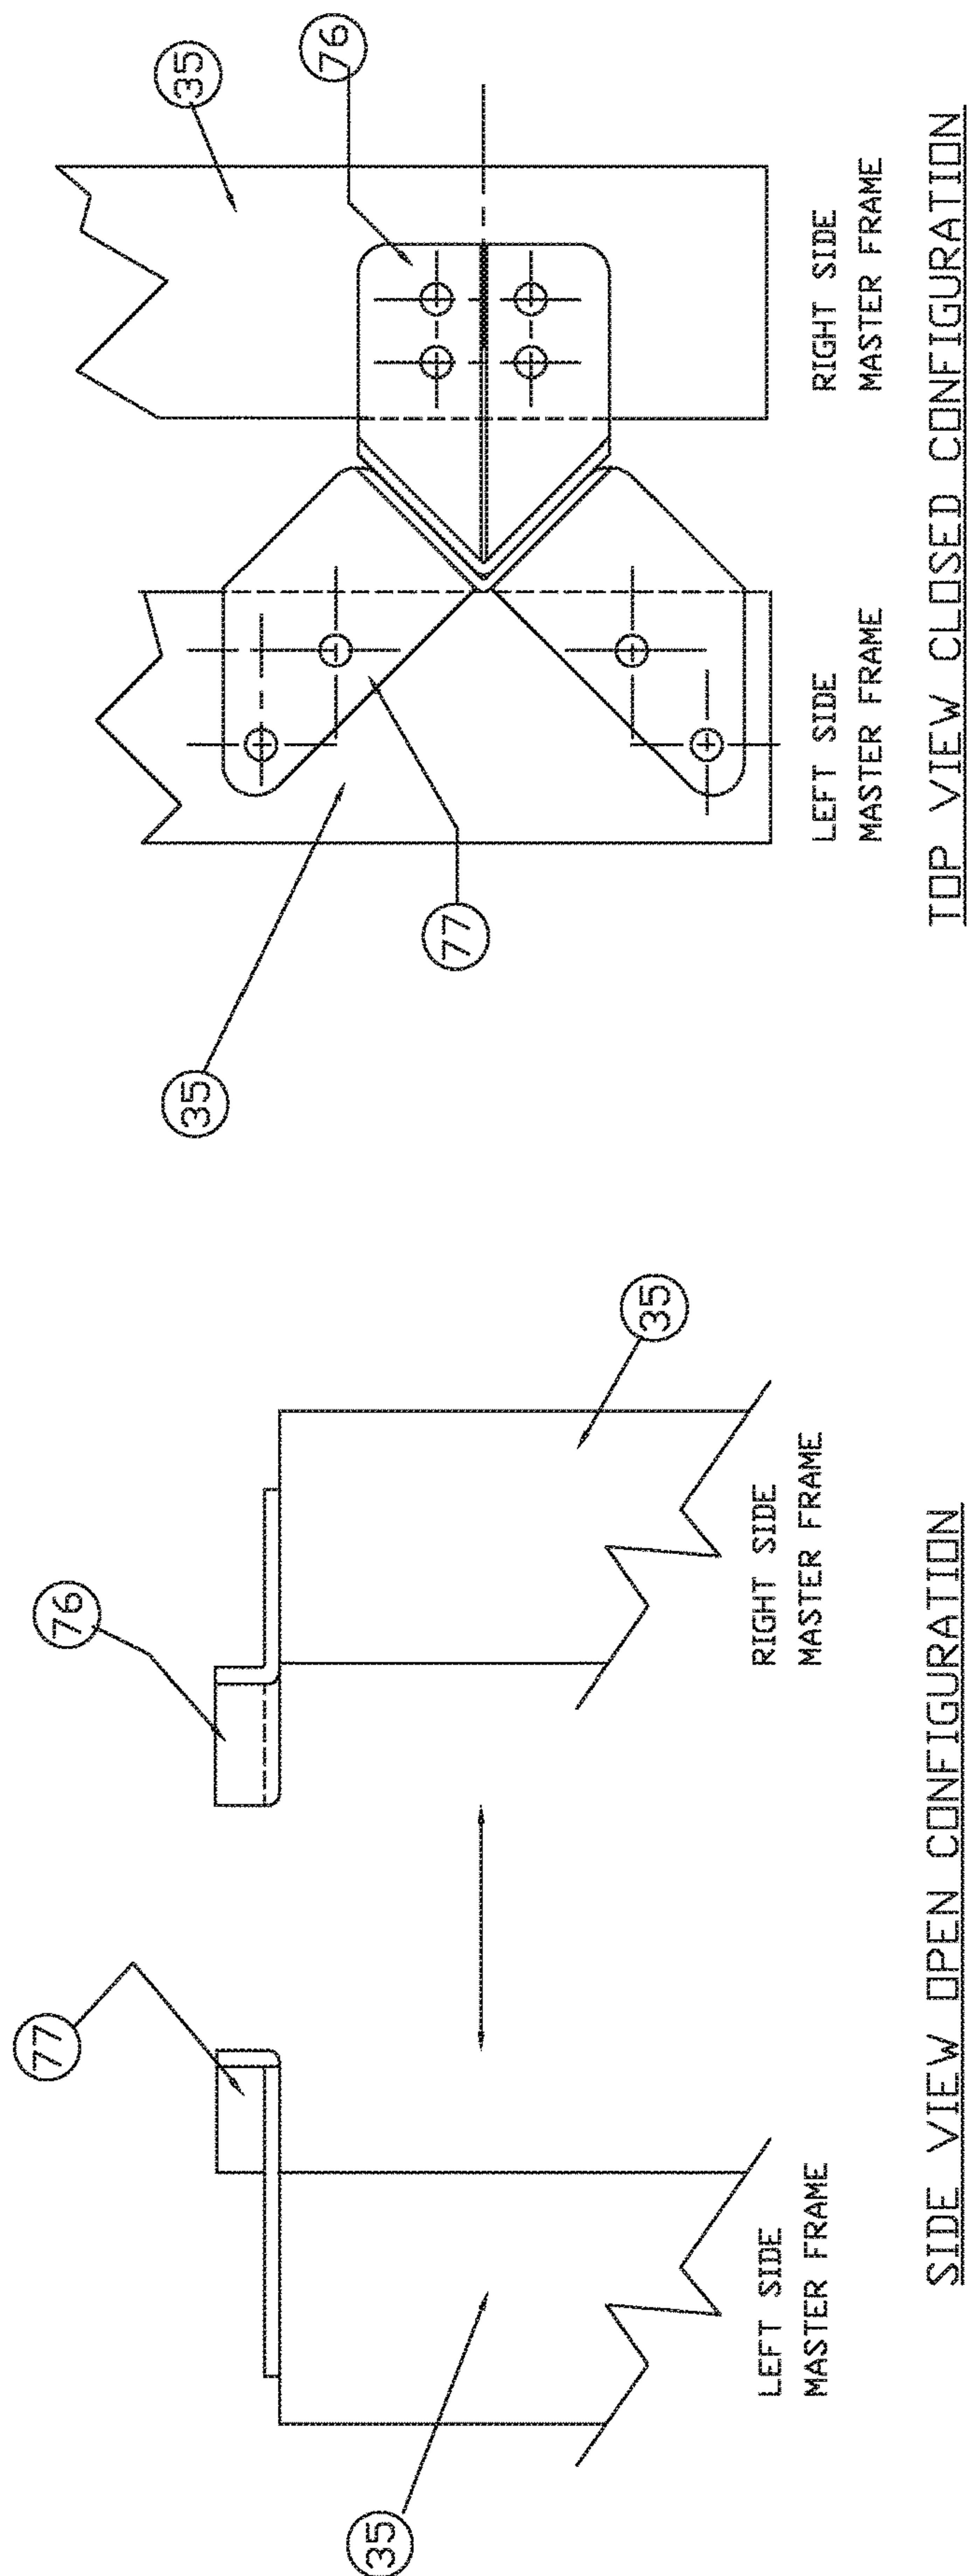 77
76
35
35
LEFT SIDE
MASTER FRAME
RIGHT SIDE
MASTER FRAME
SIDE VIEW OPEN CONFIGURATION
35
35
76
77
LEFT SIDE
MASTER FRAME
RIGHT SIDE
MASTER FRAME
TOP VIEW CLOSED CONFIGURATION